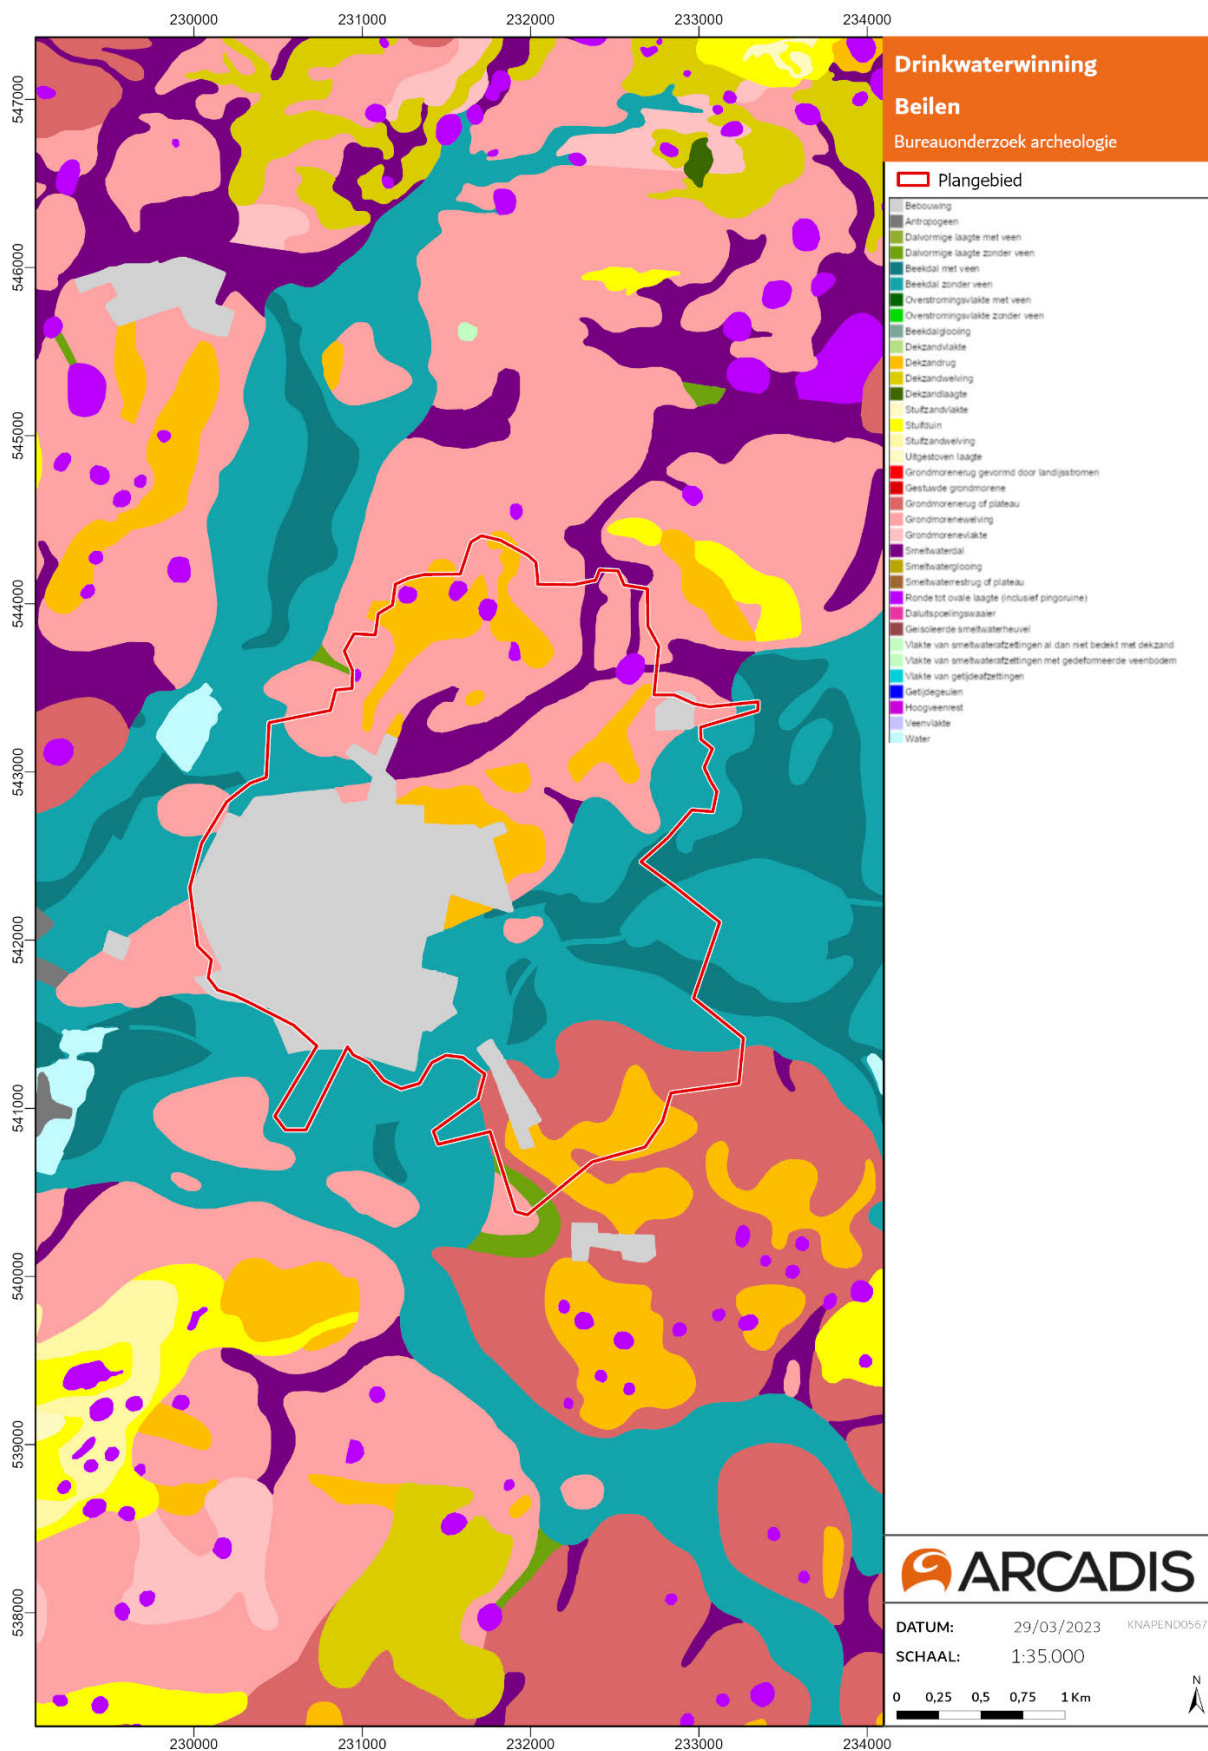 230000 231000 232000 233000 234000
547000
546000
545000
544000
543000
542000
541000
540000
539000
538000
230000 231000 232000 233000 234000
Drinkwaterwinning
Beilen
Bureauonderzoek archeologie
Plangebied
Bebouwing
Antropogeen
Dalvormige laagte met veen
Dalvormige laagte zonder veen
Beekdal met veen
Beekdal zonder veen
Overstromingsvlakte met veen
Overstromingsvlakte zonder veen
Beekdalglooiing
Dekzandvlakte
Dekzandrug
Dekzandwelving
Dekzandlaagte
Stuifzandvlakte
Stuifduin
Stuifzandwelving
Uitgestoven laagte
Grondmorenerug gevormd door landijsstromen
Gestuwde grondmorene
Grondmorenerug of plateau
Grondmorenewelving
Grondmorenevlakte
Smeltwaterdal
Smeltwaterglooiing
Smeltwaterrestrug of plateau
Ronde tot ovale laagte (inclusief pingoruine)
Daluitspoelingswaaier
Geisoleerde smeltwaterheuvel
Vlakte van smeltwaterafzettingen al dan niet bedekt met dekzand
Vlakte van smeltwaterafzettingen met gedeformeerde veenbodem
Vlakte van getijdeafzettingen
Getijdegeulen
Hoogveenrest
Veenvlakte
Water
ARCADIS
DATUM: 29/03/2023 KNAPEND0567
SCHAAL: 1:35.000
N
0 0,25 0,5 0,75 1 Km